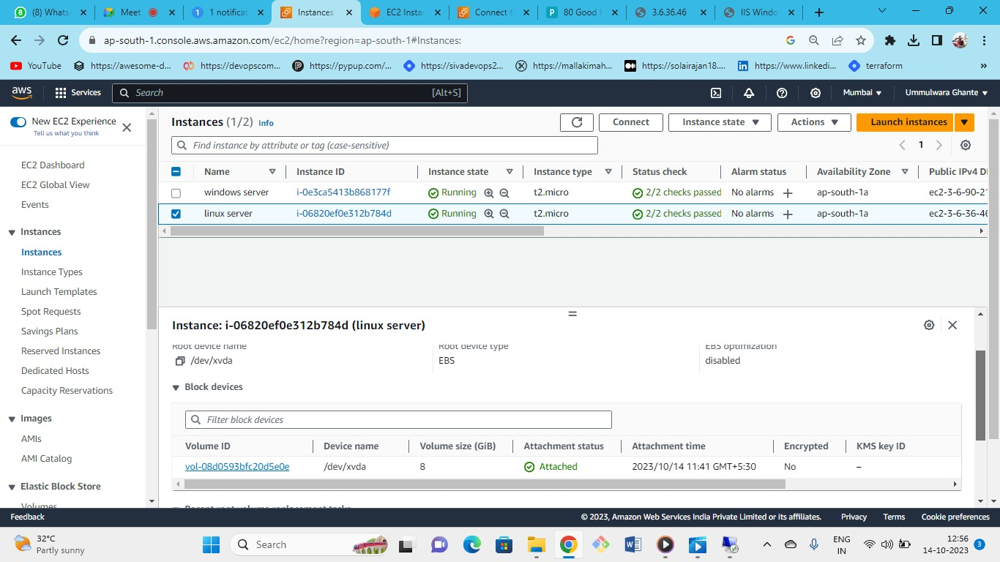 (8) Whats
Meet
1 notificat
Instances
EC2 Instan
Connect t
80 Good
3.6.36.46
IIS Windo
ap-south-1.console.aws.amazon.com/ec2/home?region=ap-south-1#Instances:
YouTube
https://awesome-d...
https://devopscom...
https://pypup.com/...
https://sivadevops2...
https://mallakimah...
https://solairajan18....
https://www.linkedi...
terraform
»
aws
Services
Search
[Alt+S]
Mumbai
Ummulwara Ghante
New EC2 Experience
Tell us what you think
EC2 Dashboard
EC2 Global View
Events
Instances
Instances
Instance Types
Launch Templates
Spot Requests
Savings Plans
Reserved Instances
Dedicated Hosts
Capacity Reservations
Images
AMIs
AMI Catalog
Elastic Block Store
Volumes
Instances (1/2) Info
Connect
Instance state
Actions
Launch instances
Find instance by attribute or tag (case-sensitive)
1
Name Instance ID Instance state Instance type Status check Alarm status Availability Zone Public IPv4 D
windows server i-0e3ca5413b868177f Running t2.micro 2/2 checks passed No alarms + ap-south-1a ec2-3-6-90-21
linux server i-06820ef0e312b784d Running t2.micro 2/2 checks passed No alarms + ap-south-1a ec2-3-6-36-46
Instance: i-06820ef0e312b784d (linux server)
Root device name Root device type EBS optimization
/dev/xvda EBS disabled
Block devices
Filter block devices
Volume ID Device name Volume size (GiB) Attachment status Attachment time Encrypted KMS key ID
vol-08d0593bfc20d5e0e /dev/xvda 8 Attached 2023/10/14 11:41 GMT+5:30 No –
Recent root volume replacement tasks
Feedback
© 2023, Amazon Web Services India Private Limited or its affiliates.
Privacy
Terms
Cookie preferences
32°C
Partly sunny
Search
ENG
IN
12:56
14-10-2023
3